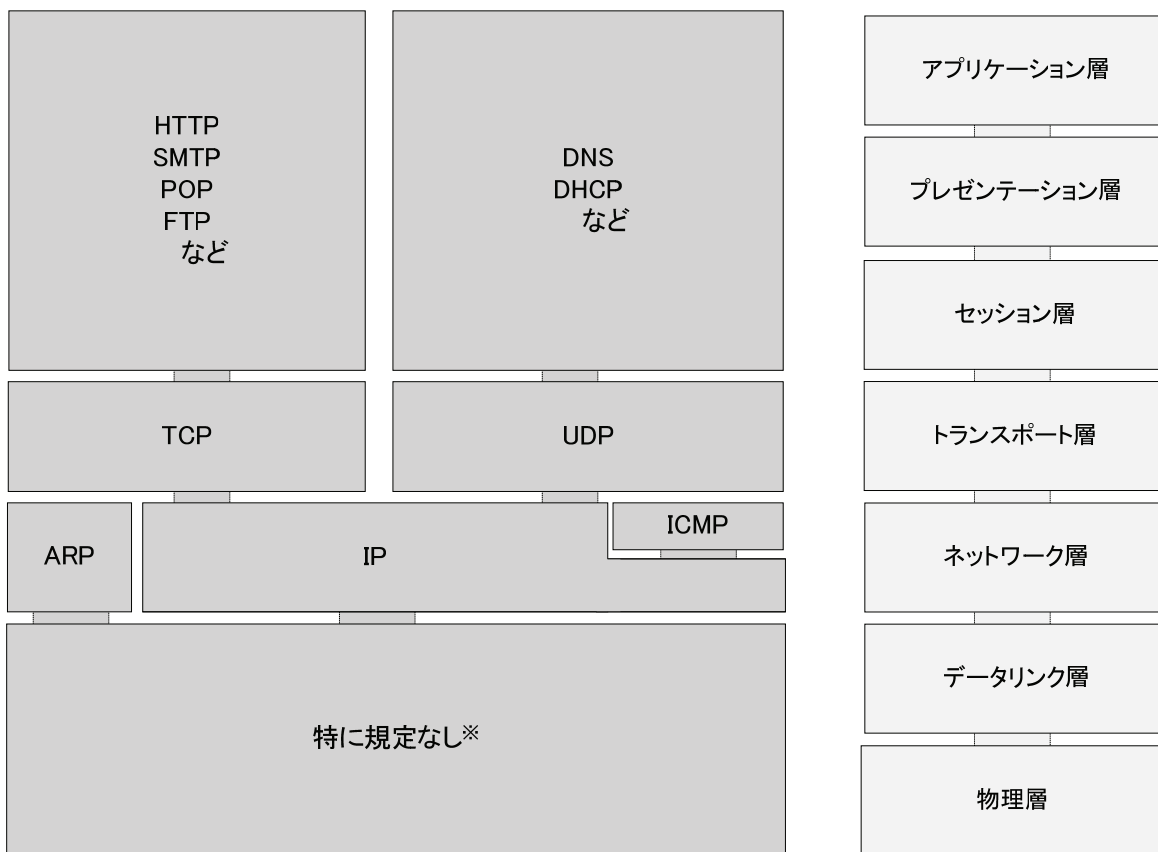 HTTP
SMTP
POP
FTP
など
DNS
DHCP
など
TCP
UDP
ARP
IP
ICMP
特に規定なし※
アプリケーション層
プレゼンテーション層
セッション層
トランスポート層
ネットワーク層
データリンク層
物理層